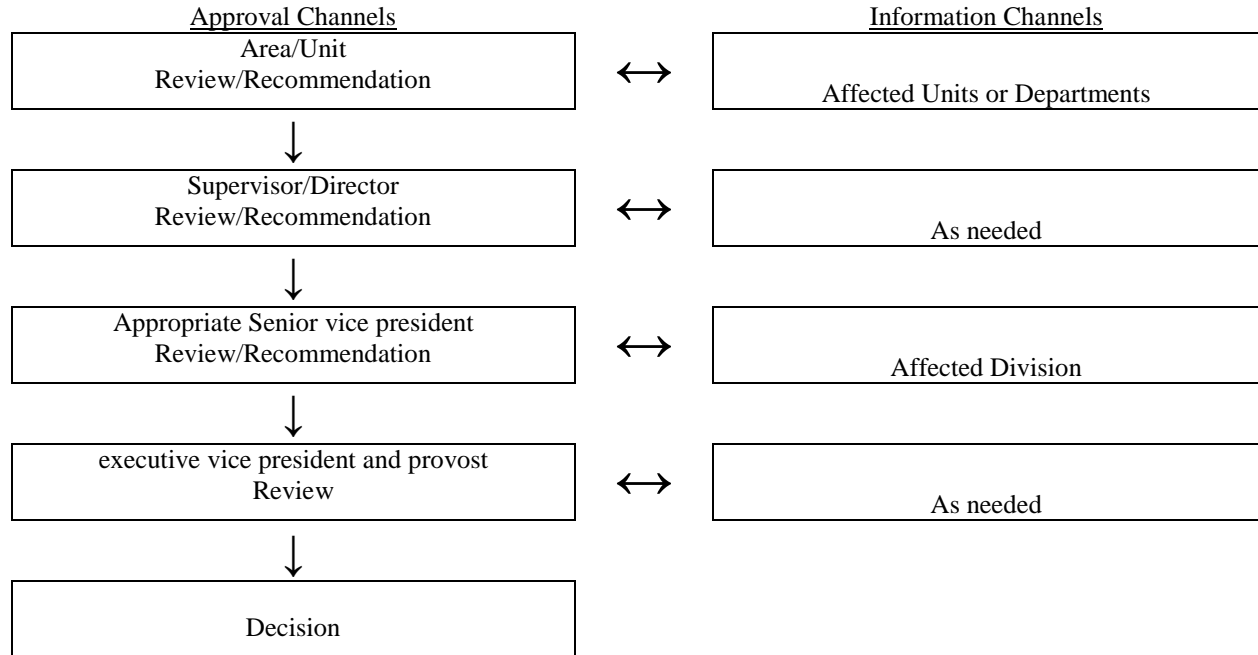 Approval Channels
Information Channels
Area/Unit
Review/Recommendation
Affected Units or Departments
Supervisor/Director
Review/Recommendation
As needed
Appropriate Senior vice president
Review/Recommendation
Affected Division
executive vice president and provost
Review
As needed
Decision